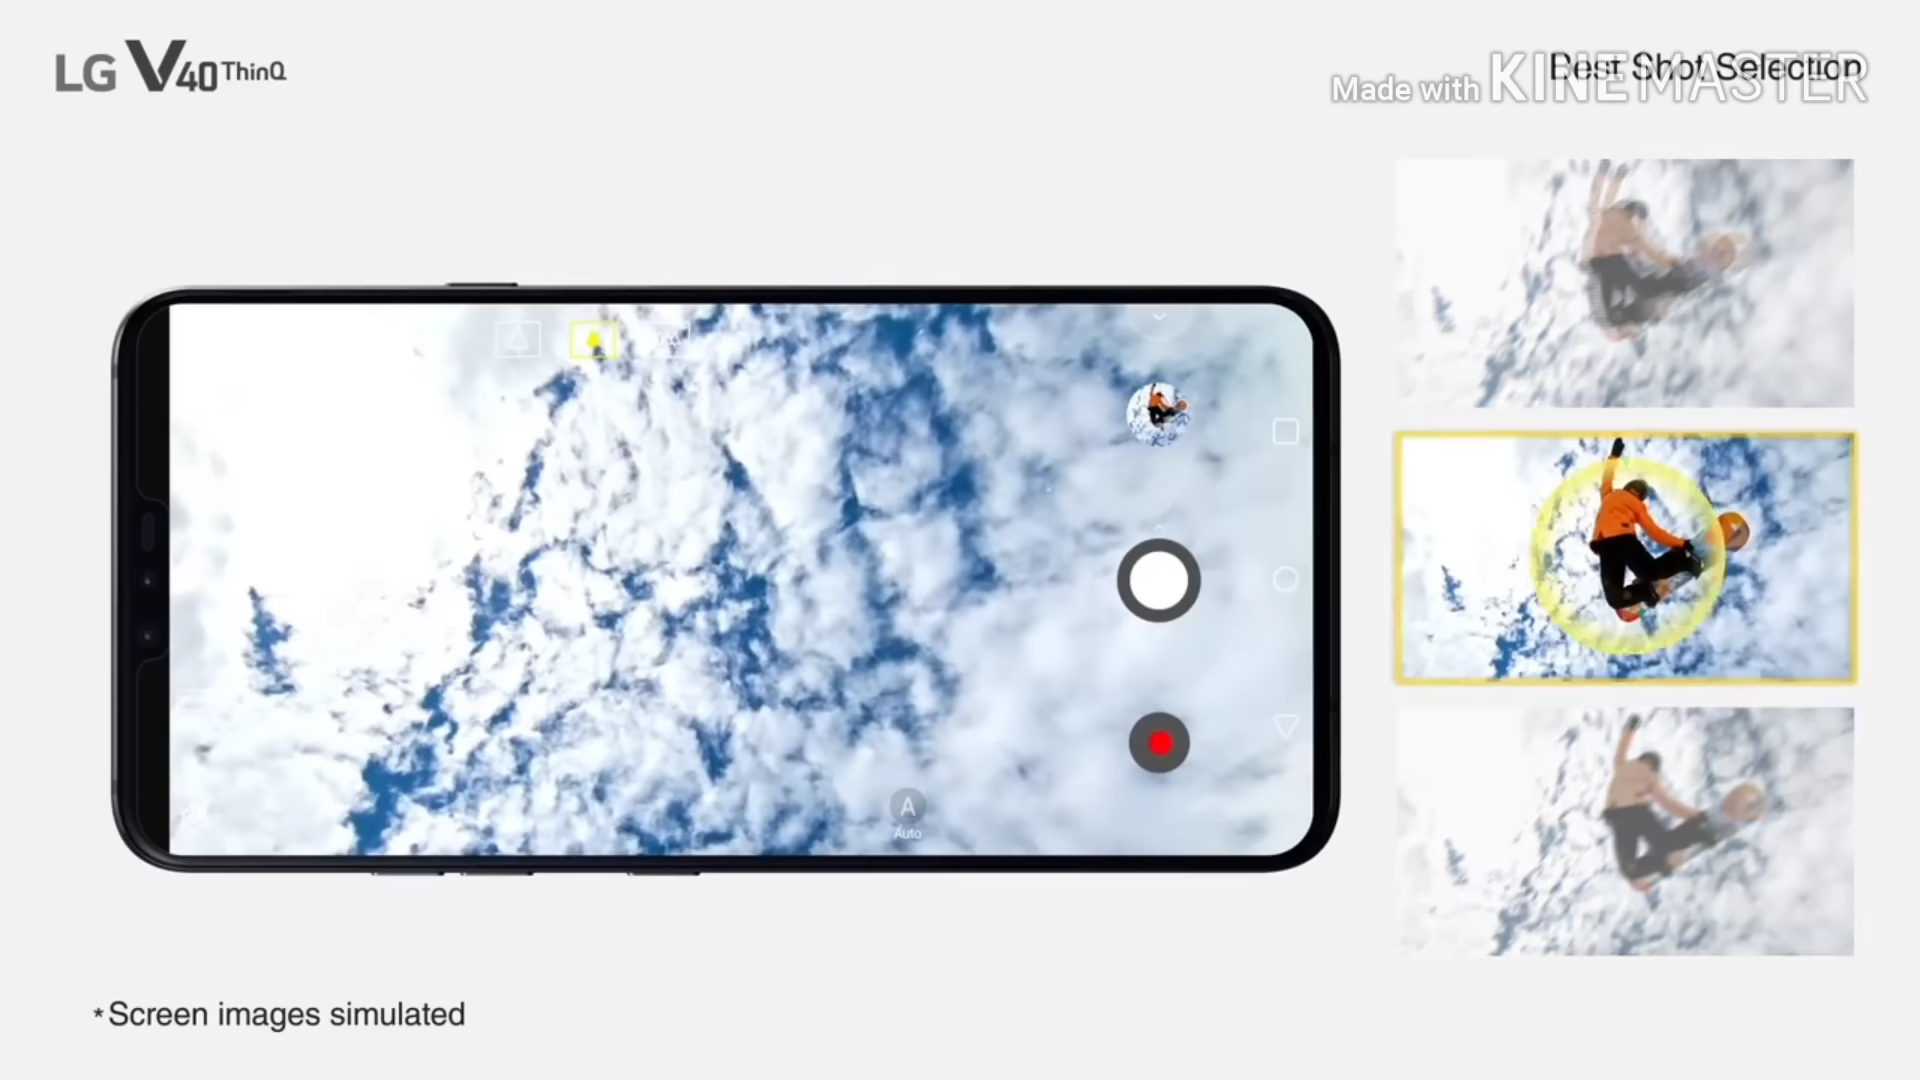 LG V40 ThinQ
Best Shot Selection
Made with KINEMASTER
A
Auto
*Screen images simulated